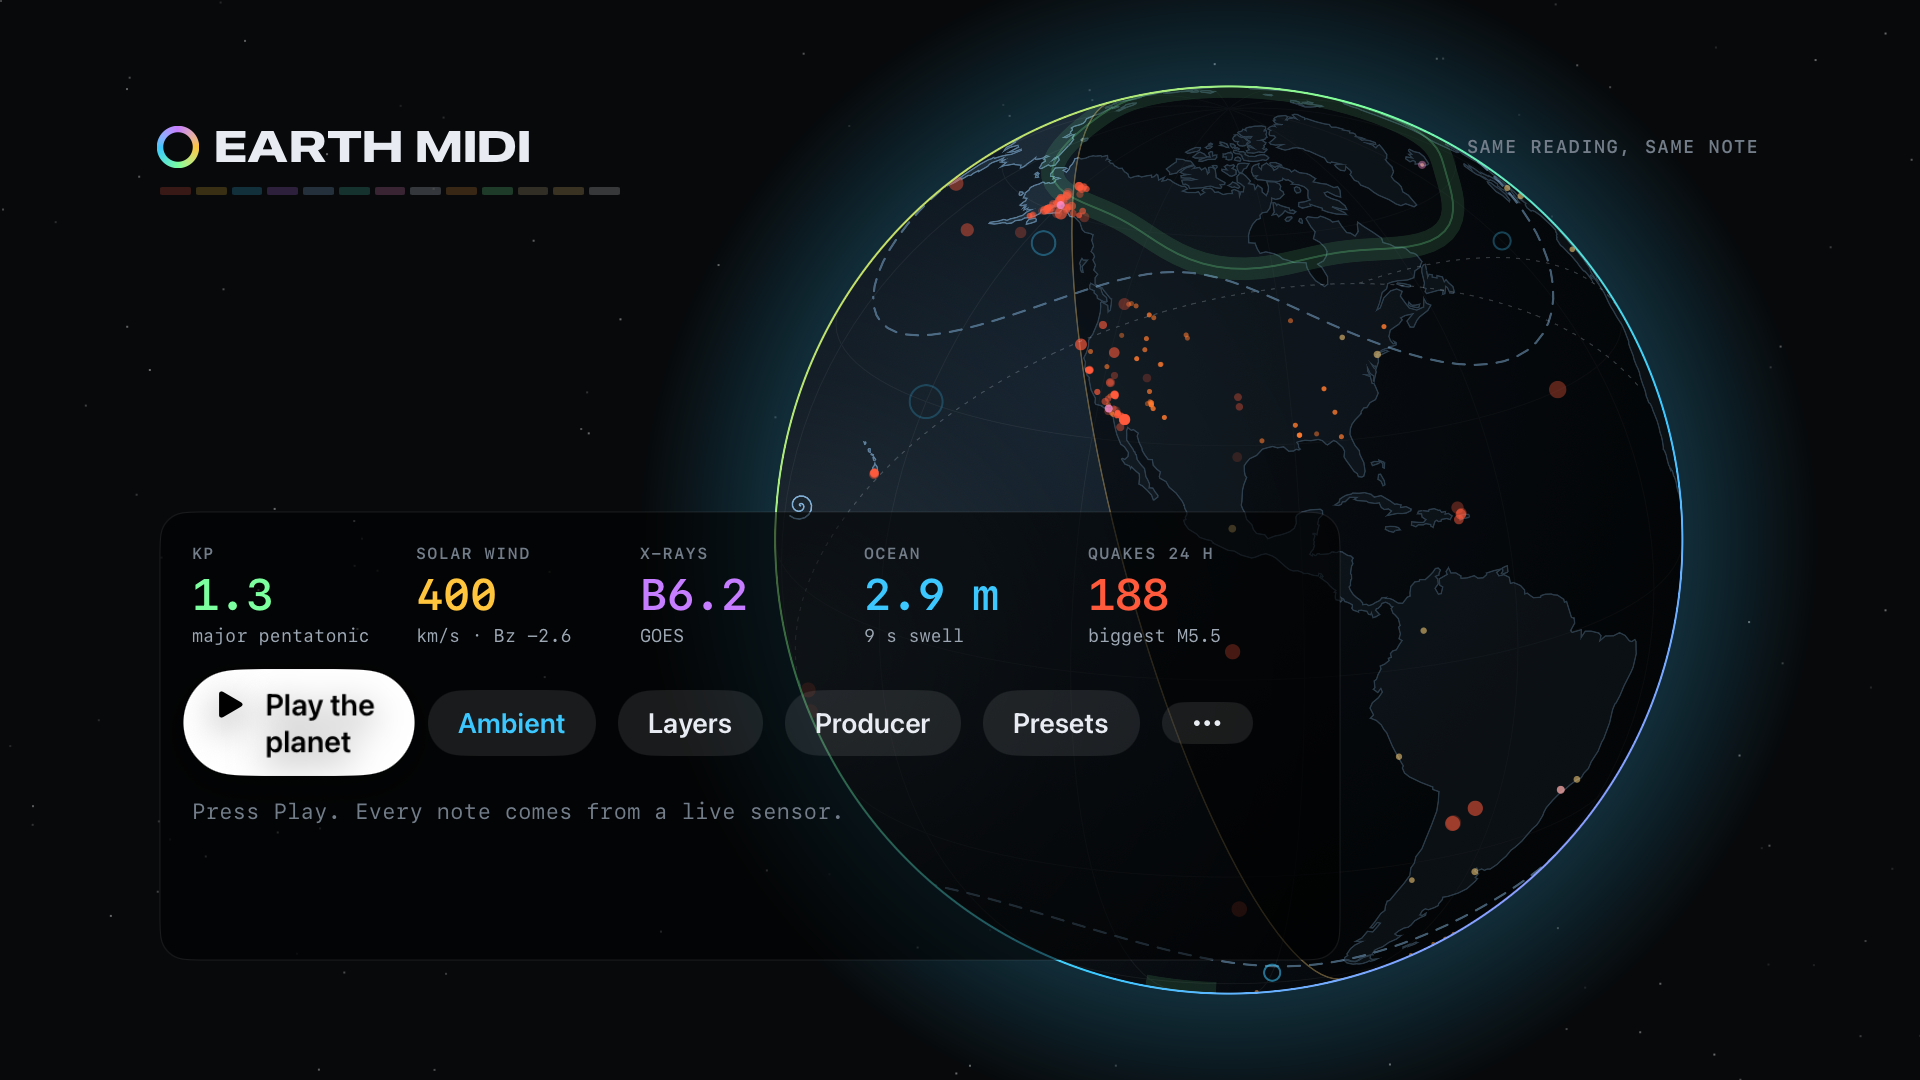 EARTH MIDI
SAME READING, SAME NOTE
KP
1.3
major pentatonic
SOLAR WIND
400
km/s · Bz −2.6
X−RAYS
B6.2
GOES
OCEAN
2.9 m
9 s swell
QUAKES 24 H
188
biggest M5.5
Play the
planet
Ambient
Layers
Producer
Presets
•••
Press Play. Every note comes from a live sensor.